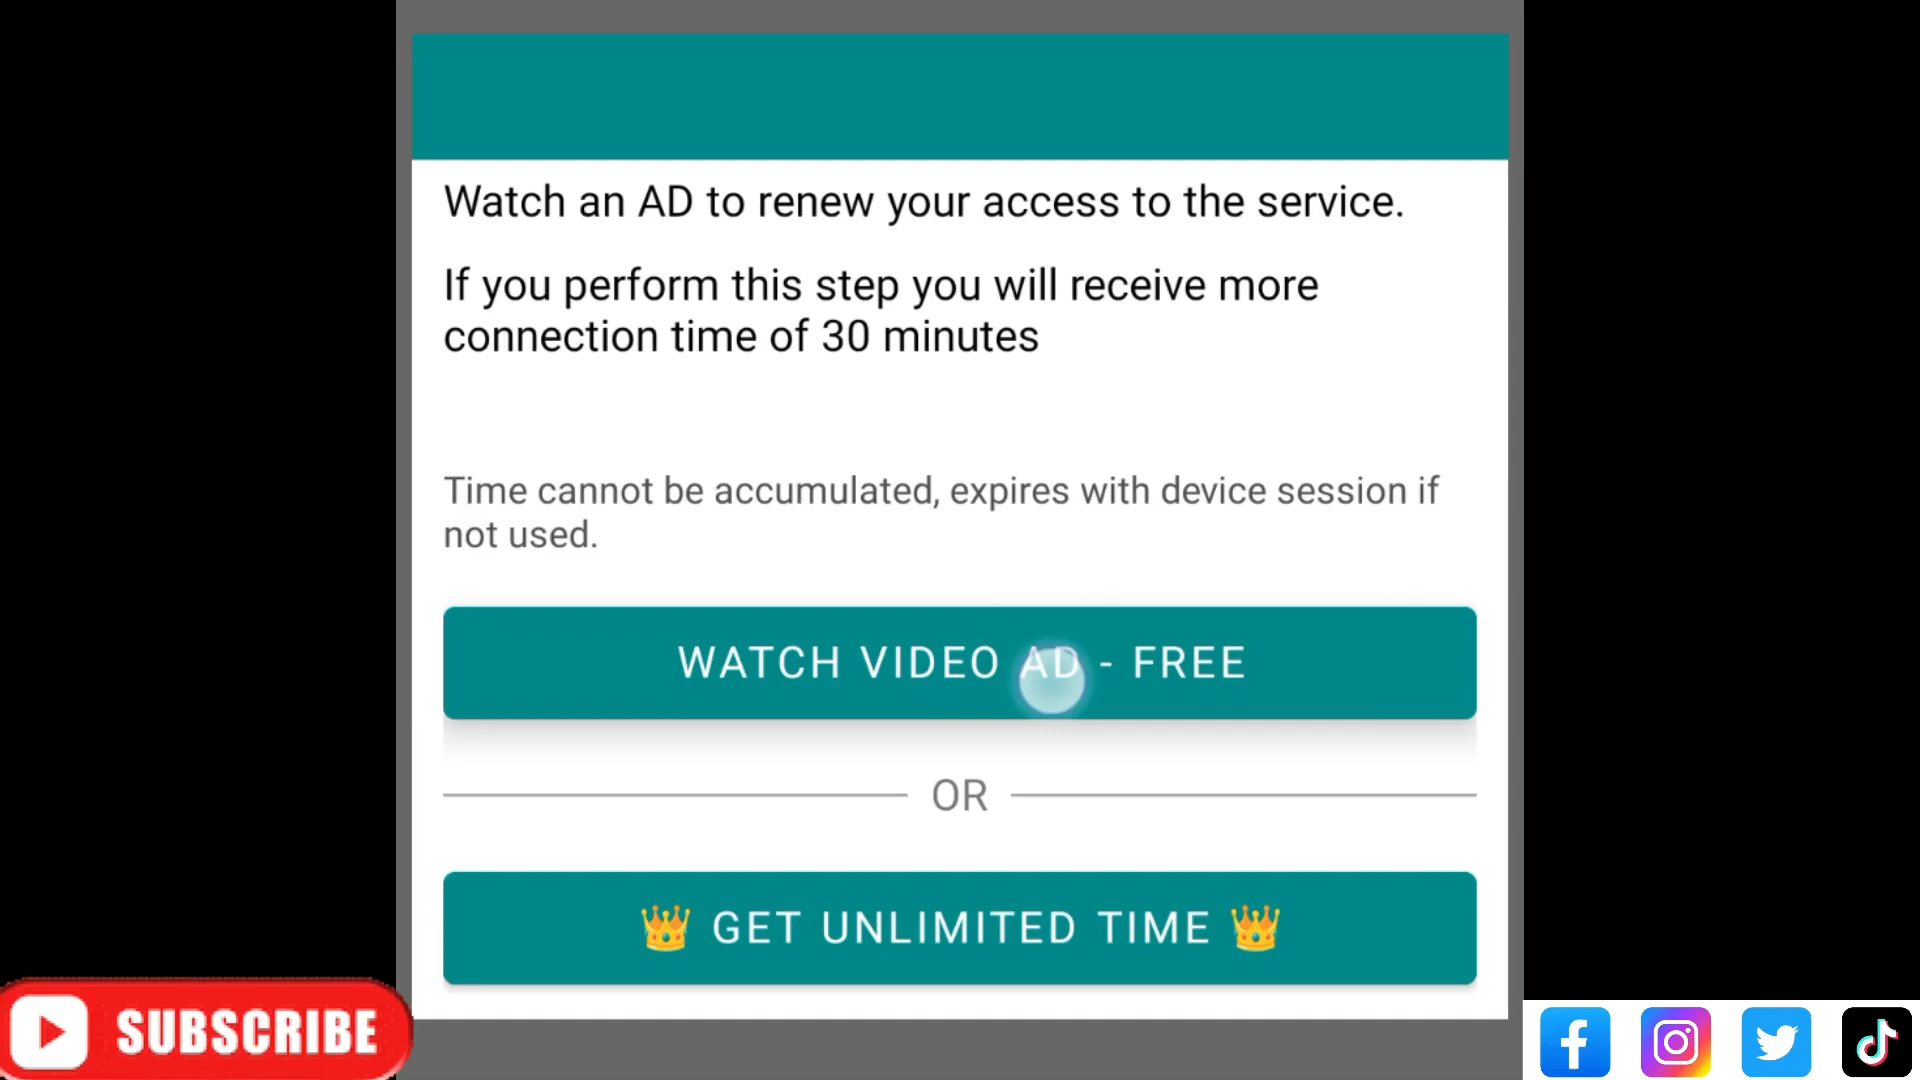 Watch an AD to renew your access to the service.
If you perform this step you will receive more
connection time of 30 minutes
Time cannot be accumulated, expires with device session if
not used.
WATCH VIDEO AD - FREE
OR
👑 GET UNLIMITED TIME 👑
SUBSCRIBE